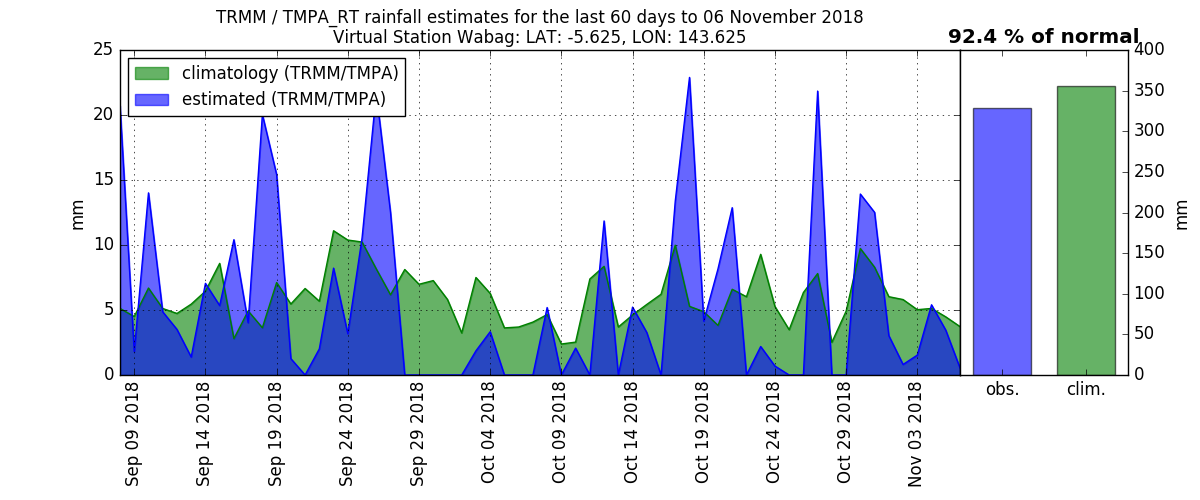 TRMM / TMPA_RT rainfall estimates for the last 60 days to 06 November 2018
Virtual Station Wabag: LAT: -5.625, LON: 143.625
92.4 % of normal
climatology (TRMM/TMPA)
estimated (TRMM/TMPA)
25
20
15
10
5
0
mm
Sep 09 2018
Sep 14 2018
Sep 19 2018
Sep 24 2018
Sep 29 2018
Oct 04 2018
Oct 09 2018
Oct 14 2018
Oct 19 2018
Oct 24 2018
Oct 29 2018
Nov 03 2018
400
350
300
250
200
150
100
50
0
mm
obs.
clim.